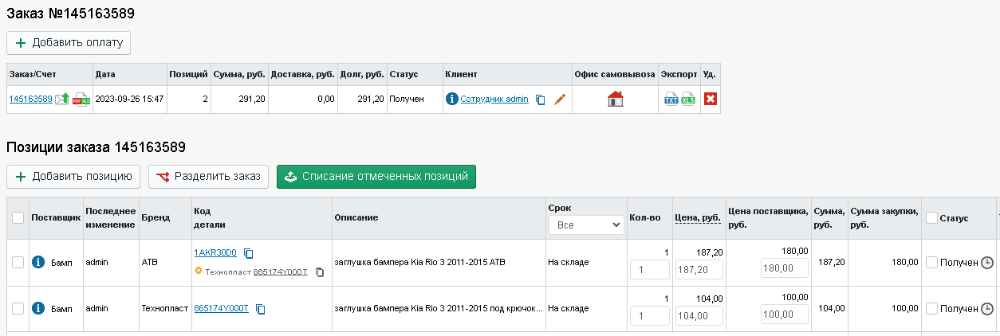 Заказ №145163589
Добавить оплату
Заказ/Счет Дата Позиций Сумма, руб. Доставка, руб. Долг, руб. Статус Клиент Офис самовывоза Экспорт Уд.
145163589 PDF XLS 2023-09-26 15:47 2 291,20 0,00 291,20 Получен Сотрудник admin TXT XLS
Позиции заказа 145163589
Добавить позицию Разделить заказ Списание отмеченных позиций
Поставщик Последнее изменение Бренд Код детали Описание Срок Все Кол-во Цена, руб. Цена поставщика, руб. Сумма, руб. Сумма закупки, руб. Статус
Бамп admin ATB 1AKR30D0 заглушка бампера Kia Rio 3 2011-2015 ATB На складе 1 187,20 180,00 187,20 180,00 Получен
Технопласт 865174Y000T 1 187,20 180,00
Бамп admin Технопласт 865174Y000T заглушка бампера Kia Rio 3 2011-2015 под крючок... На складе 1 104,00 100,00 104,00 100,00 Получен
1 104,00 100,00